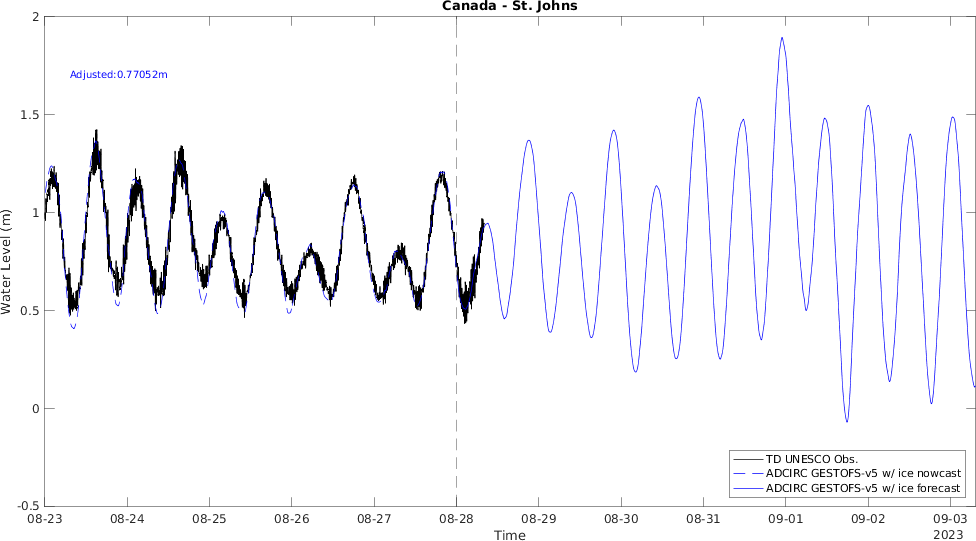 Canada - St. Johns
Adjusted:0.77052m
Water Level (m)
2
1.5
1
0.5
0
-0.5
TD UNESCO Obs.
ADCIRC GESTOFS-v5 w/ ice nowcast
ADCIRC GESTOFS-v5 w/ ice forecast
08-23 08-24 08-25 08-26 08-27 08-28 08-29 08-30 08-31 09-01 09-02 09-03
Time
2023